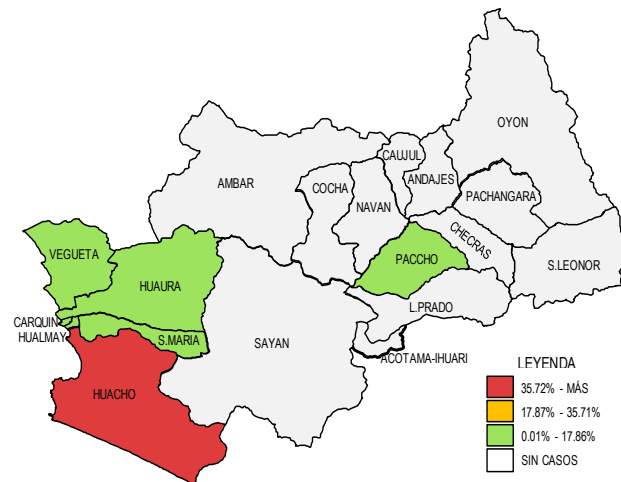 OYON
CAUJUL
ANDAJES
AMBAR
COCHA
NAVAN
PACHANGARA
CHECRAS
VEGUETA
PACCHO
S.LEONOR
HUAURA
L.PRADO
CARQUIN
HUALMAY
S.MARIA
SAYAN
ACOTAMA-IHUARI
HUACHO
LEYENDA
35.72% - MÁS
17.87% - 35.71%
0.01% - 17.86%
SIN CASOS